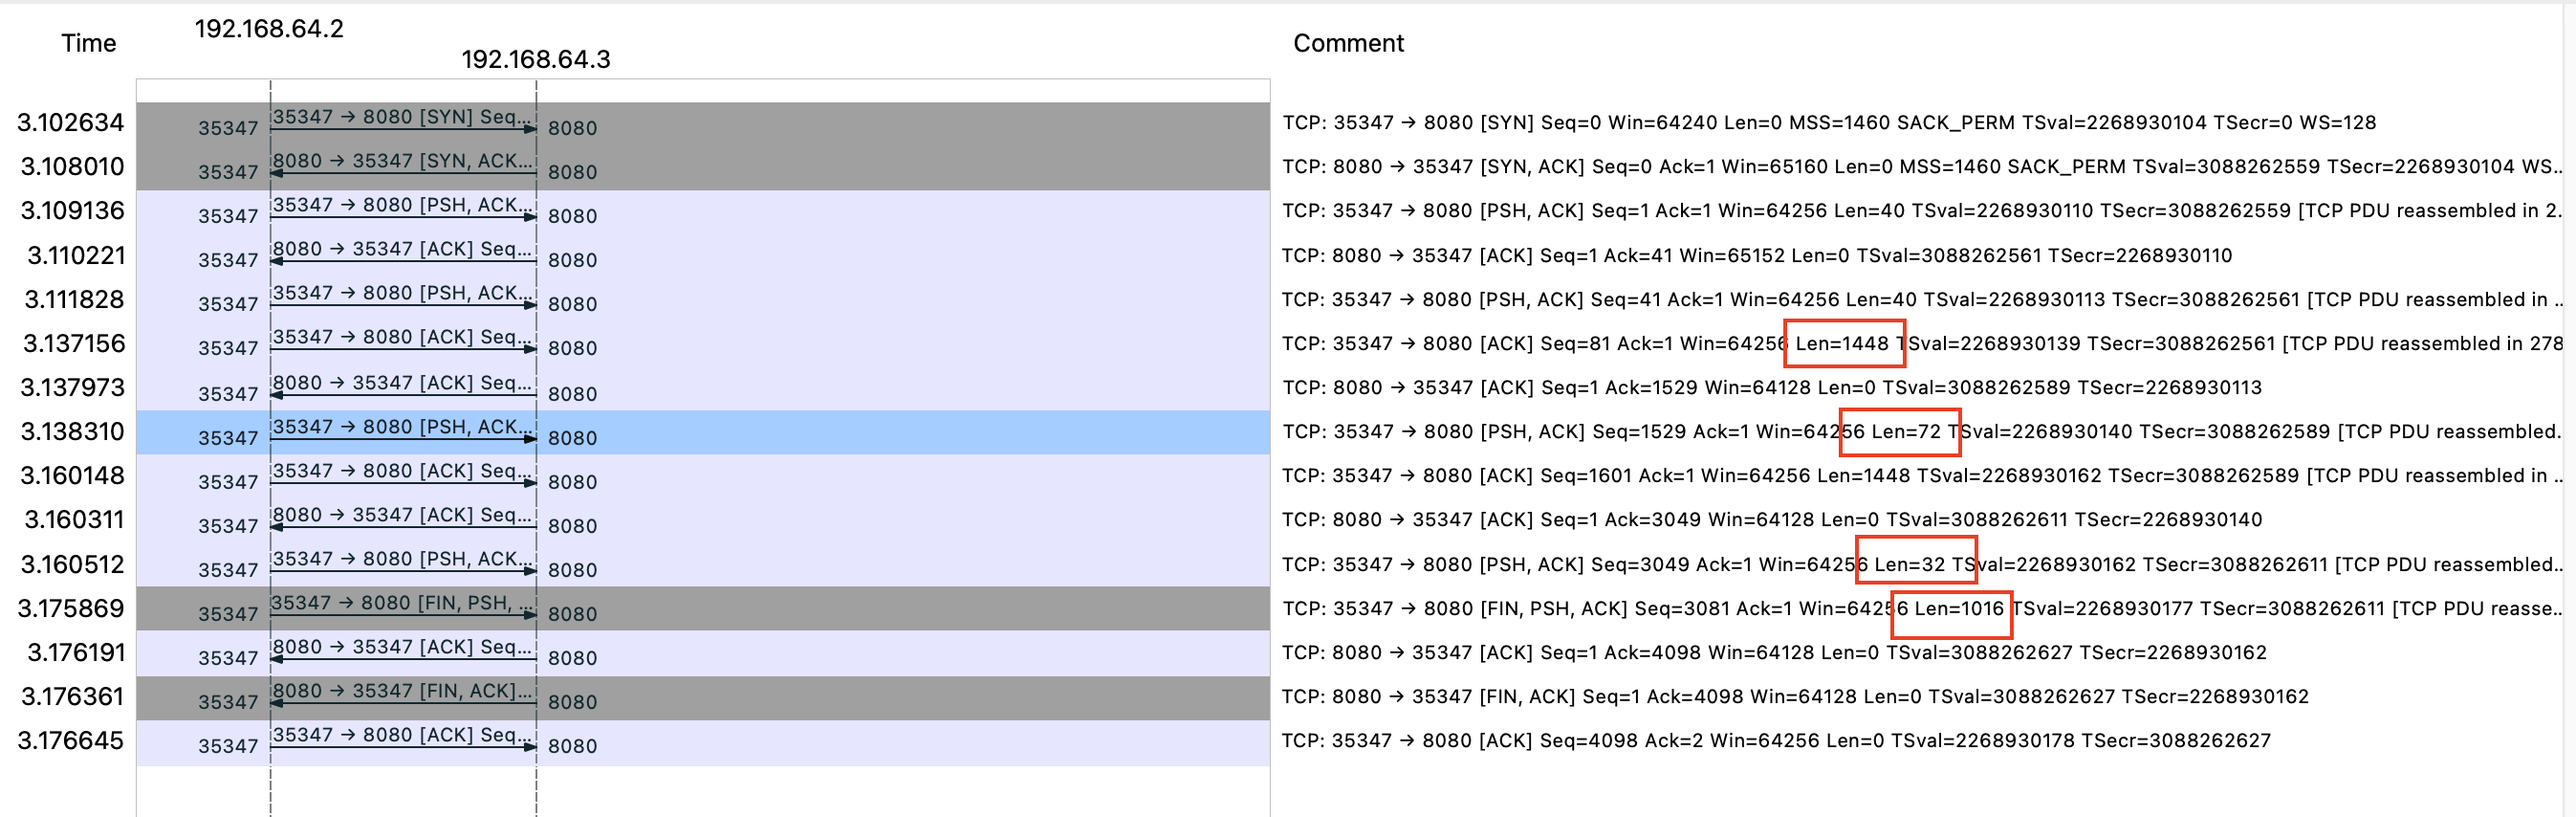 192.168.64.2
Time
192.168.64.3
Comment
3.102634 35347 35347 → 8080 [SYN] Seq... 8080 TCP: 35347 → 8080 [SYN] Seq=0 Win=64240 Len=0 MSS=1460 SACK_PERM TSval=2268930104 TSecr=0 WS=128
3.108010 35347 8080 → 35347 [SYN, ACK... 8080 TCP: 8080 → 35347 [SYN, ACK] Seq=0 Ack=1 Win=65160 Len=0 MSS=1460 SACK_PERM TSval=3088262559 TSecr=2268930104 WS...
3.109136 35347 35347 → 8080 [PSH, ACK... 8080 TCP: 35347 → 8080 [PSH, ACK] Seq=1 Ack=1 Win=64256 Len=40 TSval=2268930110 TSecr=3088262559 [TCP PDU reassembled in 2.
3.110221 35347 8080 → 35347 [ACK] Seq... 8080 TCP: 8080 → 35347 [ACK] Seq=1 Ack=41 Win=65152 Len=0 TSval=3088262561 TSecr=2268930110
3.111828 35347 35347 → 8080 [PSH, ACK... 8080 TCP: 35347 → 8080 [PSH, ACK] Seq=41 Ack=1 Win=64256 Len=40 TSval=2268930113 TSecr=3088262561 [TCP PDU reassembled in ..
3.137156 35347 35347 → 8080 [ACK] Seq... 8080 TCP: 35347 → 8080 [ACK] Seq=81 Ack=1 Win=64256 Len=1448 TSval=2268930139 TSecr=3088262561 [TCP PDU reassembled in 278
3.137973 35347 8080 → 35347 [ACK] Seq... 8080 TCP: 8080 → 35347 [ACK] Seq=1 Ack=1529 Win=64128 Len=0 TSval=3088262589 TSecr=2268930113
3.138310 35347 35347 → 8080 [PSH, ACK... 8080 TCP: 35347 → 8080 [PSH, ACK] Seq=1529 Ack=1 Win=64256 Len=72 TSval=2268930140 TSecr=3088262589 [TCP PDU reassembled.
3.160148 35347 35347 → 8080 [ACK] Seq... 8080 TCP: 35347 → 8080 [ACK] Seq=1601 Ack=1 Win=64256 Len=1448 TSval=2268930162 TSecr=3088262589 [TCP PDU reassembled in ..
3.160311 35347 8080 → 35347 [ACK] Seq... 8080 TCP: 8080 → 35347 [ACK] Seq=1 Ack=3049 Win=64128 Len=0 TSval=3088262611 TSecr=2268930140
3.160512 35347 35347 → 8080 [PSH, ACK... 8080 TCP: 35347 → 8080 [PSH, ACK] Seq=3049 Ack=1 Win=64256 Len=32 TSval=2268930162 TSecr=3088262611 [TCP PDU reassembled..
3.175869 35347 35347 → 8080 [FIN, PSH, ... 8080 TCP: 35347 → 8080 [FIN, PSH, ACK] Seq=3081 Ack=1 Win=64256 Len=1016 TSval=2268930177 TSecr=3088262611 [TCP PDU reasse..
3.176191 35347 8080 → 35347 [ACK] Seq... 8080 TCP: 8080 → 35347 [ACK] Seq=1 Ack=4098 Win=64128 Len=0 TSval=3088262627 TSecr=2268930162
3.176361 35347 8080 → 35347 [FIN, ACK]... 8080 TCP: 8080 → 35347 [FIN, ACK] Seq=1 Ack=4098 Win=64128 Len=0 TSval=3088262627 TSecr=2268930162
3.176645 35347 35347 → 8080 [ACK] Seq... 8080 TCP: 35347 → 8080 [ACK] Seq=4098 Ack=2 Win=64256 Len=0 TSval=2268930178 TSecr=3088262627